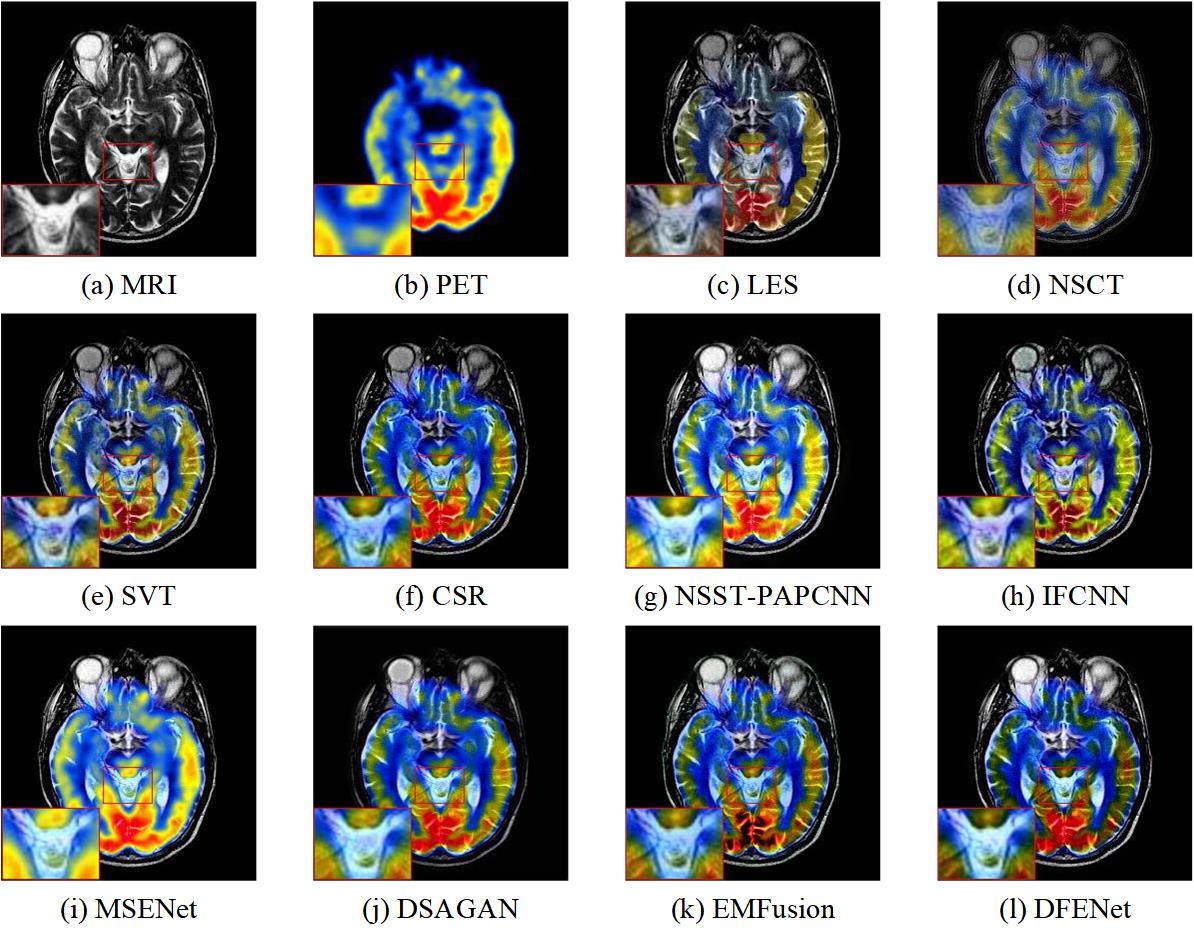 (a) MRI
(b) PET
(c) LES
(d) NSCT
(e) SVT
(f) CSR
(g) NSST-PAPCNN
(h) IFCNN
(i) MSENet
(j) DSAGAN
(k) EMFusion
(l) DFENet